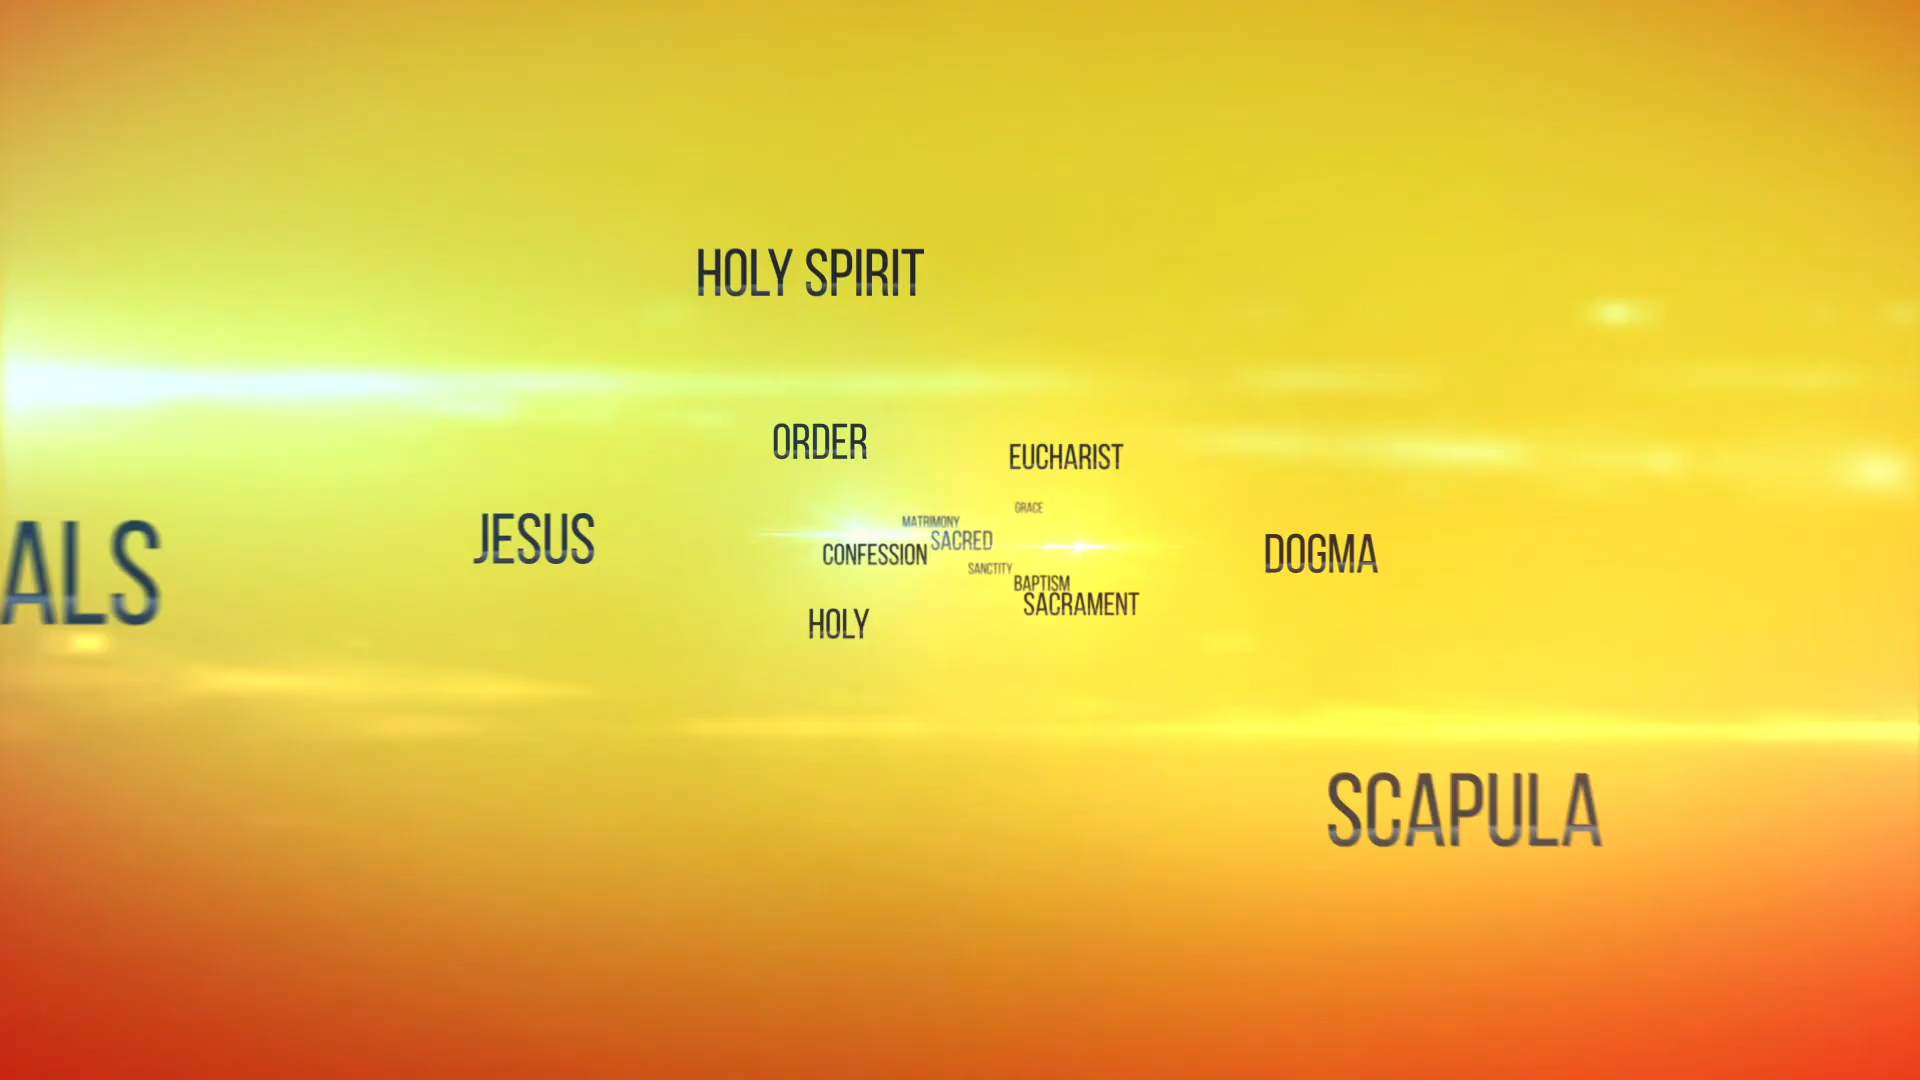 HOLY SPIRIT
ORDER
EUCHARIST
GRACE
MATRIMONY
SACRED
JESUS
CONFESSION
DOGMA
SANCTITY
BAPTISM
SACRAMENT
HOLY
ALS
SCAPULA